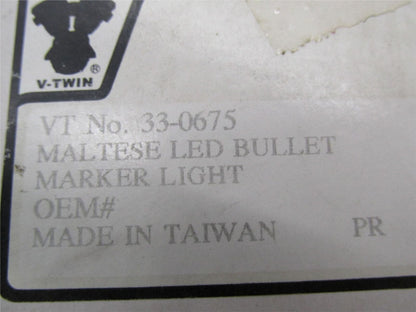 I
V-TWIN ®
VT No. 33-0675
MALTESE LED BULLET
MARKER LIGHT
OEM#
MADE IN TAIWAN PR